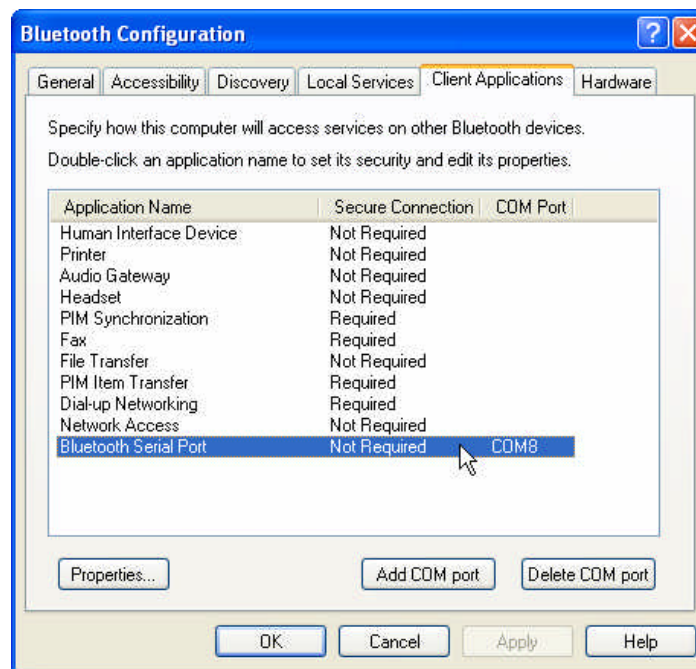 Bluetooth Configuration
General Accessibility Discovery Local Services Client Applications Hardware
Specify how this computer will access services on other Bluetooth devices.
Double-click an application name to set its security and edit its properties.
Application Name Secure Connection COM Port
Human Interface Device Not Required
Printer Not Required
Audio Gateway Not Required
Headset Not Required
PIM Synchronization Required
Fax Required
File Transfer Not Required
PIM Item Transfer Required
Dial-up Networking Required
Network Access Not Required
Bluetooth Serial Port Not Required COM8
Properties... Add COM port Delete COM port
OK Cancel Apply Help